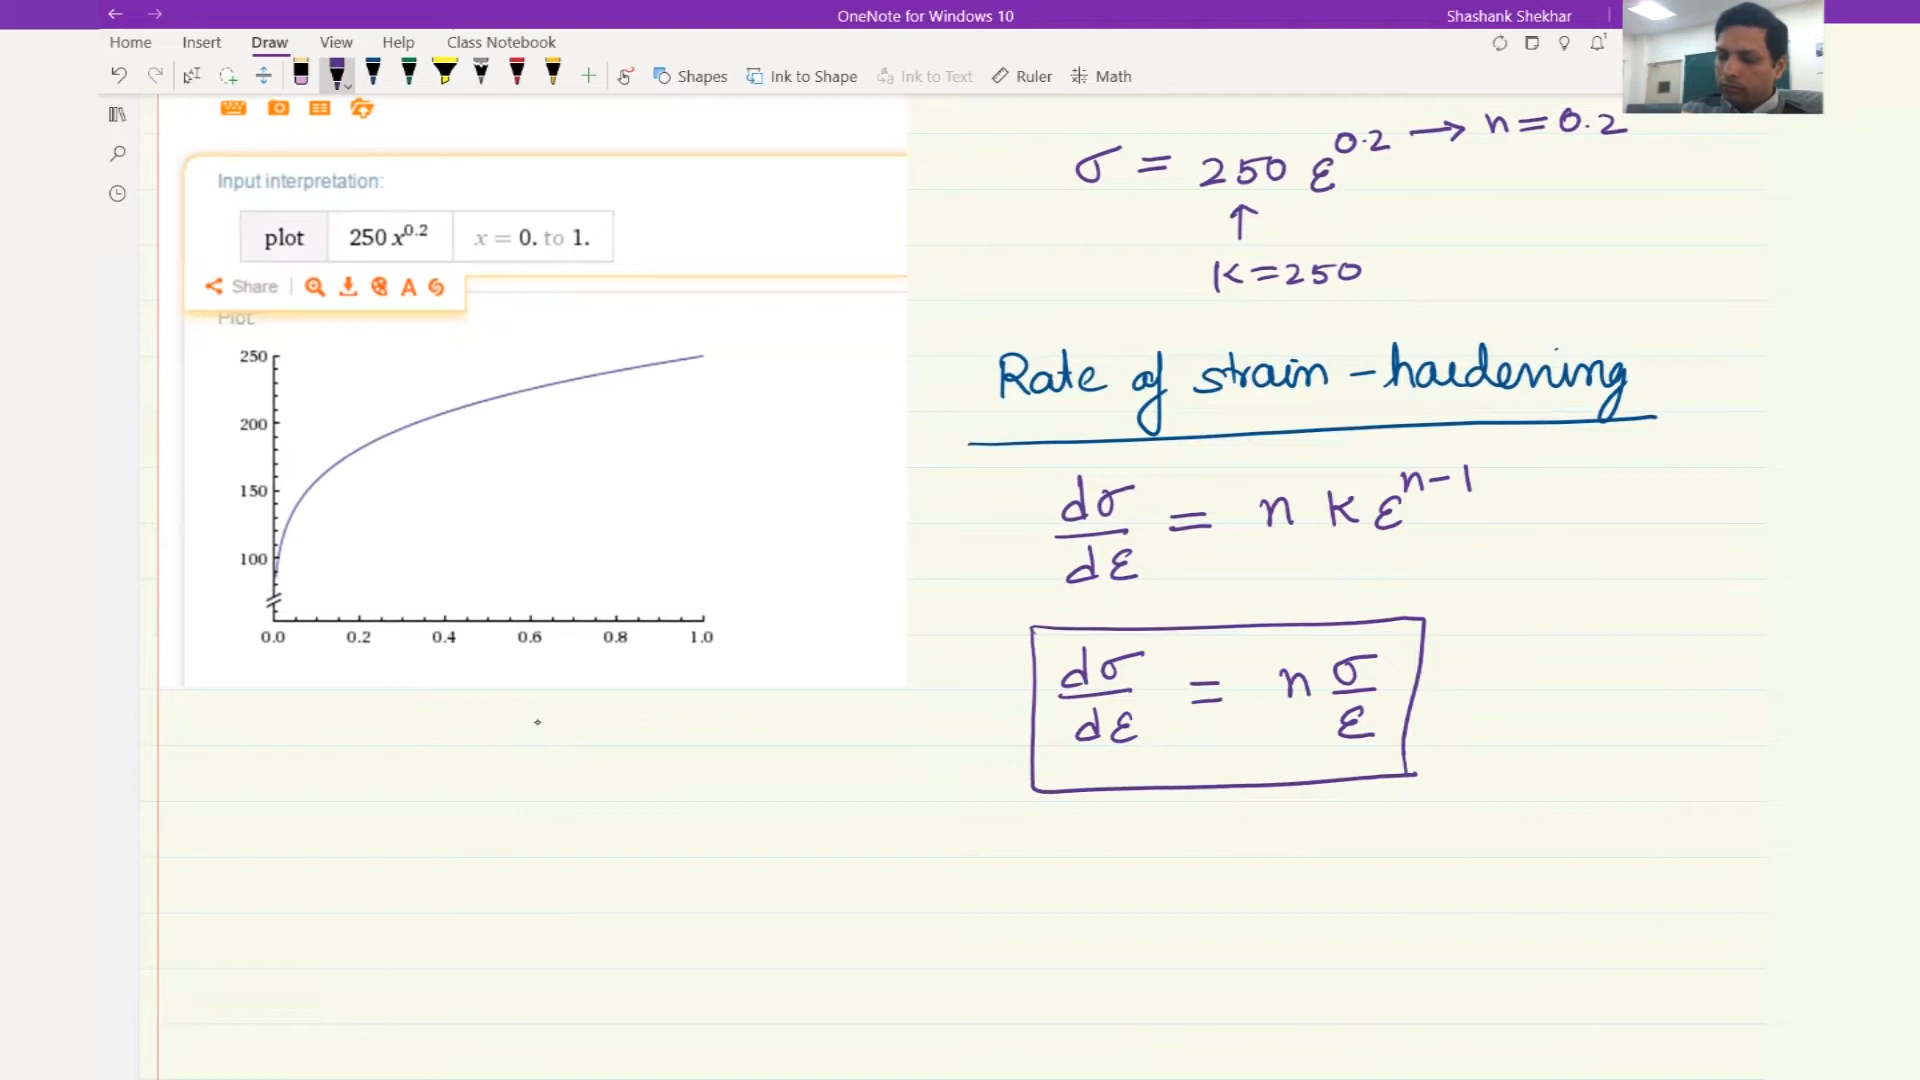 OneNote for Windows 10
Shashank Shekhar
Home Insert Draw View Help Class Notebook
Shapes Ink to Shape Ink to Text Ruler Math
Input interpretation:
plot 250 x^0.2 x = 0. to 1.
Share A
Plot:
250
200
150
100
0.0 0.2 0.4 0.6 0.8 1.0
σ = 250 ε^0.2 → n = 0.2
↑
K = 250
Rate of strain-hardening
dσ/dε = n k ε^n-1
dσ/dε = n σ/ε